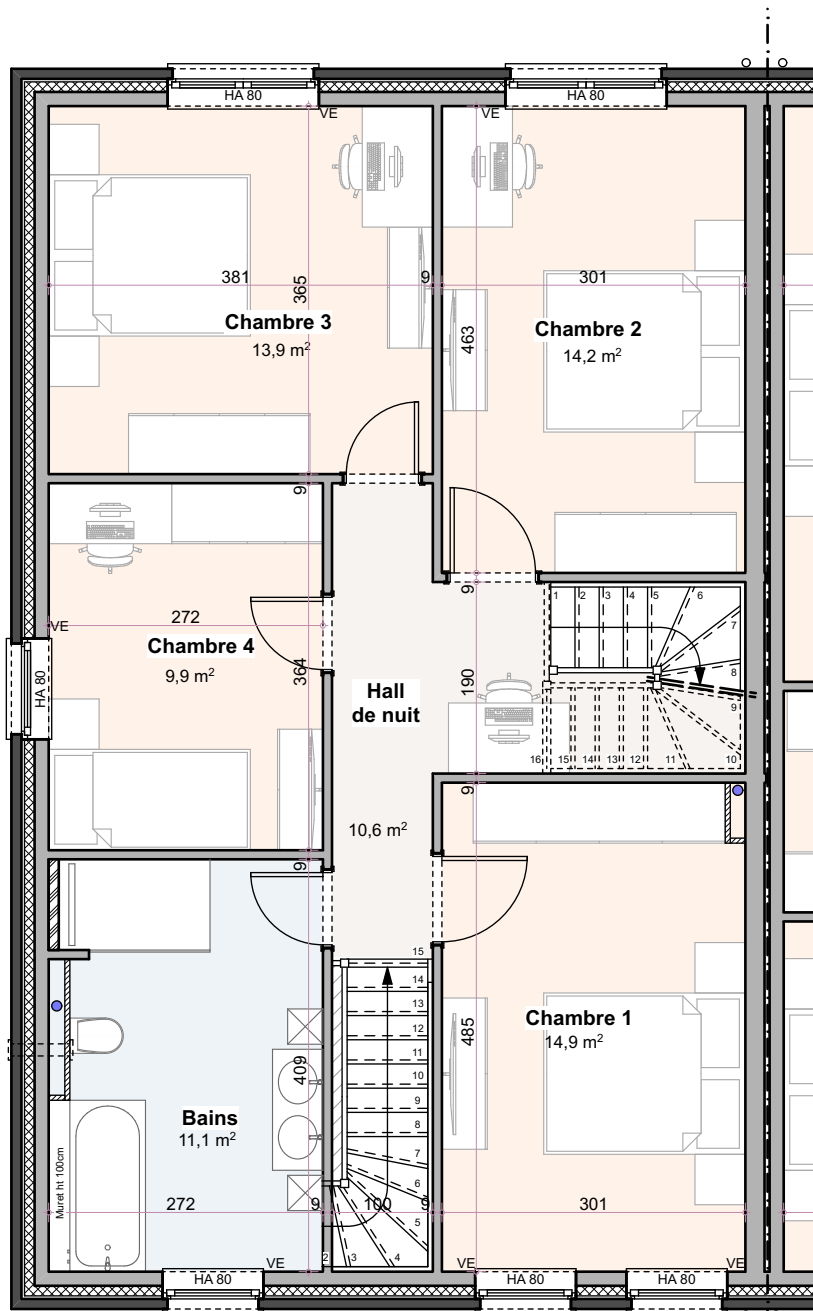 HA 80
HA 80
VE
VE
381
9
301
365
463
Chambre 3
13,9 m²
Chambre 2
14,2 m²
9
9
272
VE
Chambre 4
9,9 m²
364
HA 80
Hall
de nuit
190
10,6 m²
1
2
3
4
5
6
7
8
9
10
11
12
13
14
15
16
9
9
15
14
13
12
11
10
9
8
7
6
5
4
3
2
Chambre 1
14,9 m²
485
409
Bains
11,1 m²
Muret ht 100cm
272
9
100
9
301
VE
VE
VE
HA 80
HA 80
HA 80